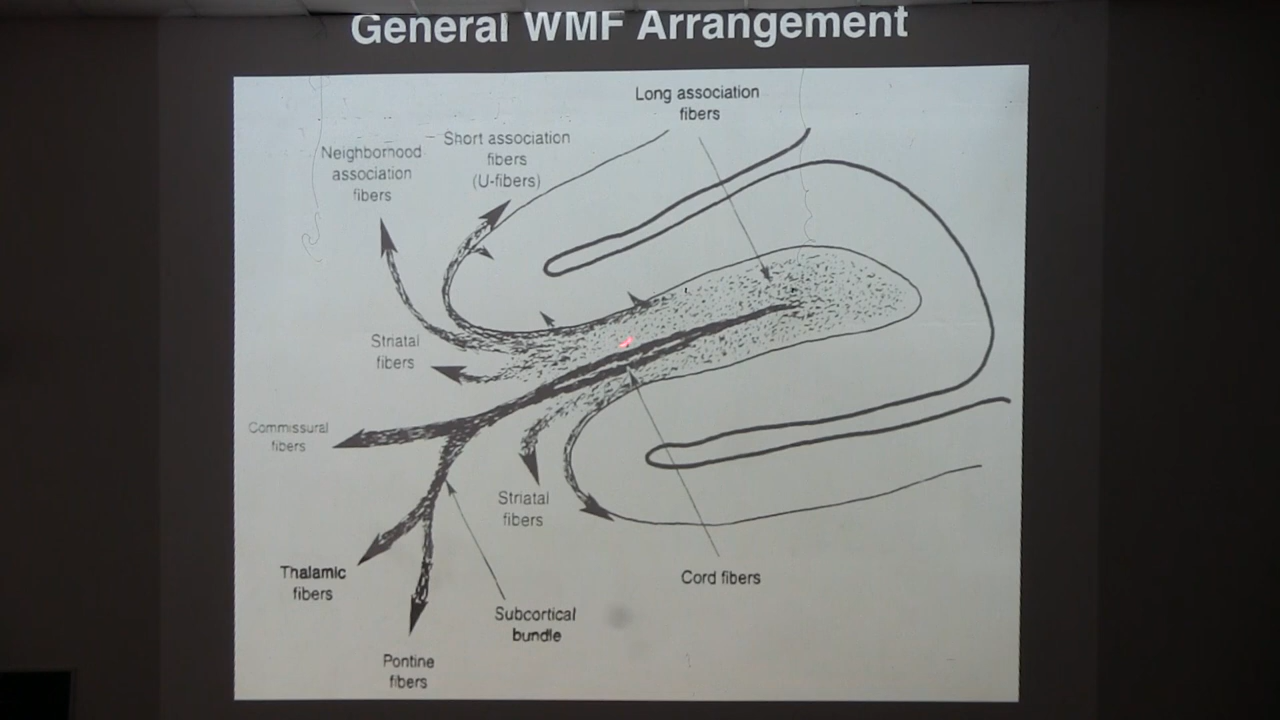 General WMF Arrangement
Long association
fibers
Short association
fibers
(U-fibers)
Neighborhood
association
fibers
Striatal
fibers
Commissural
fibers
Striatal
fibers
Cord fibers
Thalamic
fibers
Subcortical
bundle
Pontine
fibers